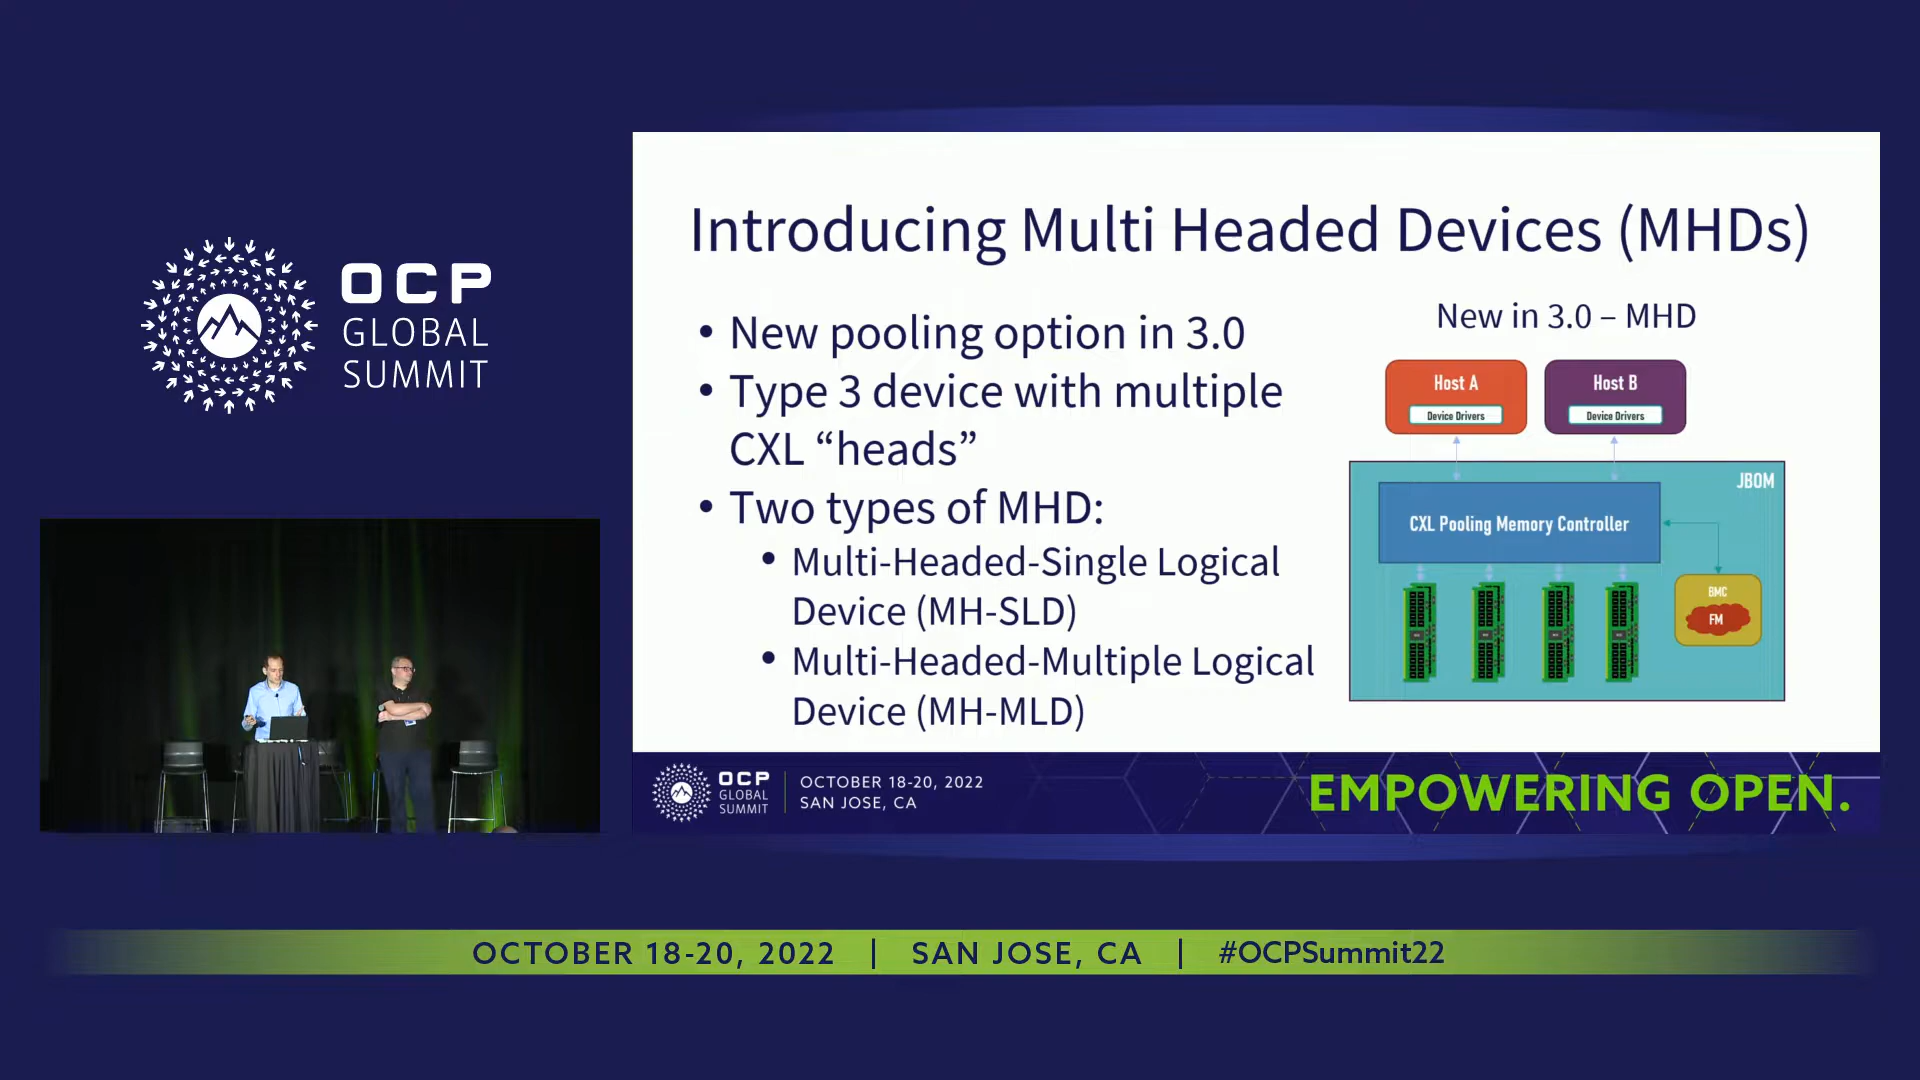 OCP
GLOBAL
SUMMIT
Introducing Multi Headed Devices (MHDs)
• New pooling option in 3.0
• Type 3 device with multiple
CXL “heads”
• Two types of MHD:
• Multi-Headed-Single Logical
Device (MH-SLD)
• Multi-Headed-Multiple Logical
Device (MH-MLD)
New in 3.0 – MHD
Host A
Device Drivers
Host B
Device Drivers
JBOM
CXL Pooling Memory Controller
BMC
FM
OCP
GLOBAL
SUMMIT
OCTOBER 18-20, 2022
SAN JOSE, CA
EMPOWERING OPEN.
OCTOBER 18-20, 2022 | SAN JOSE, CA | #OCPSummit22